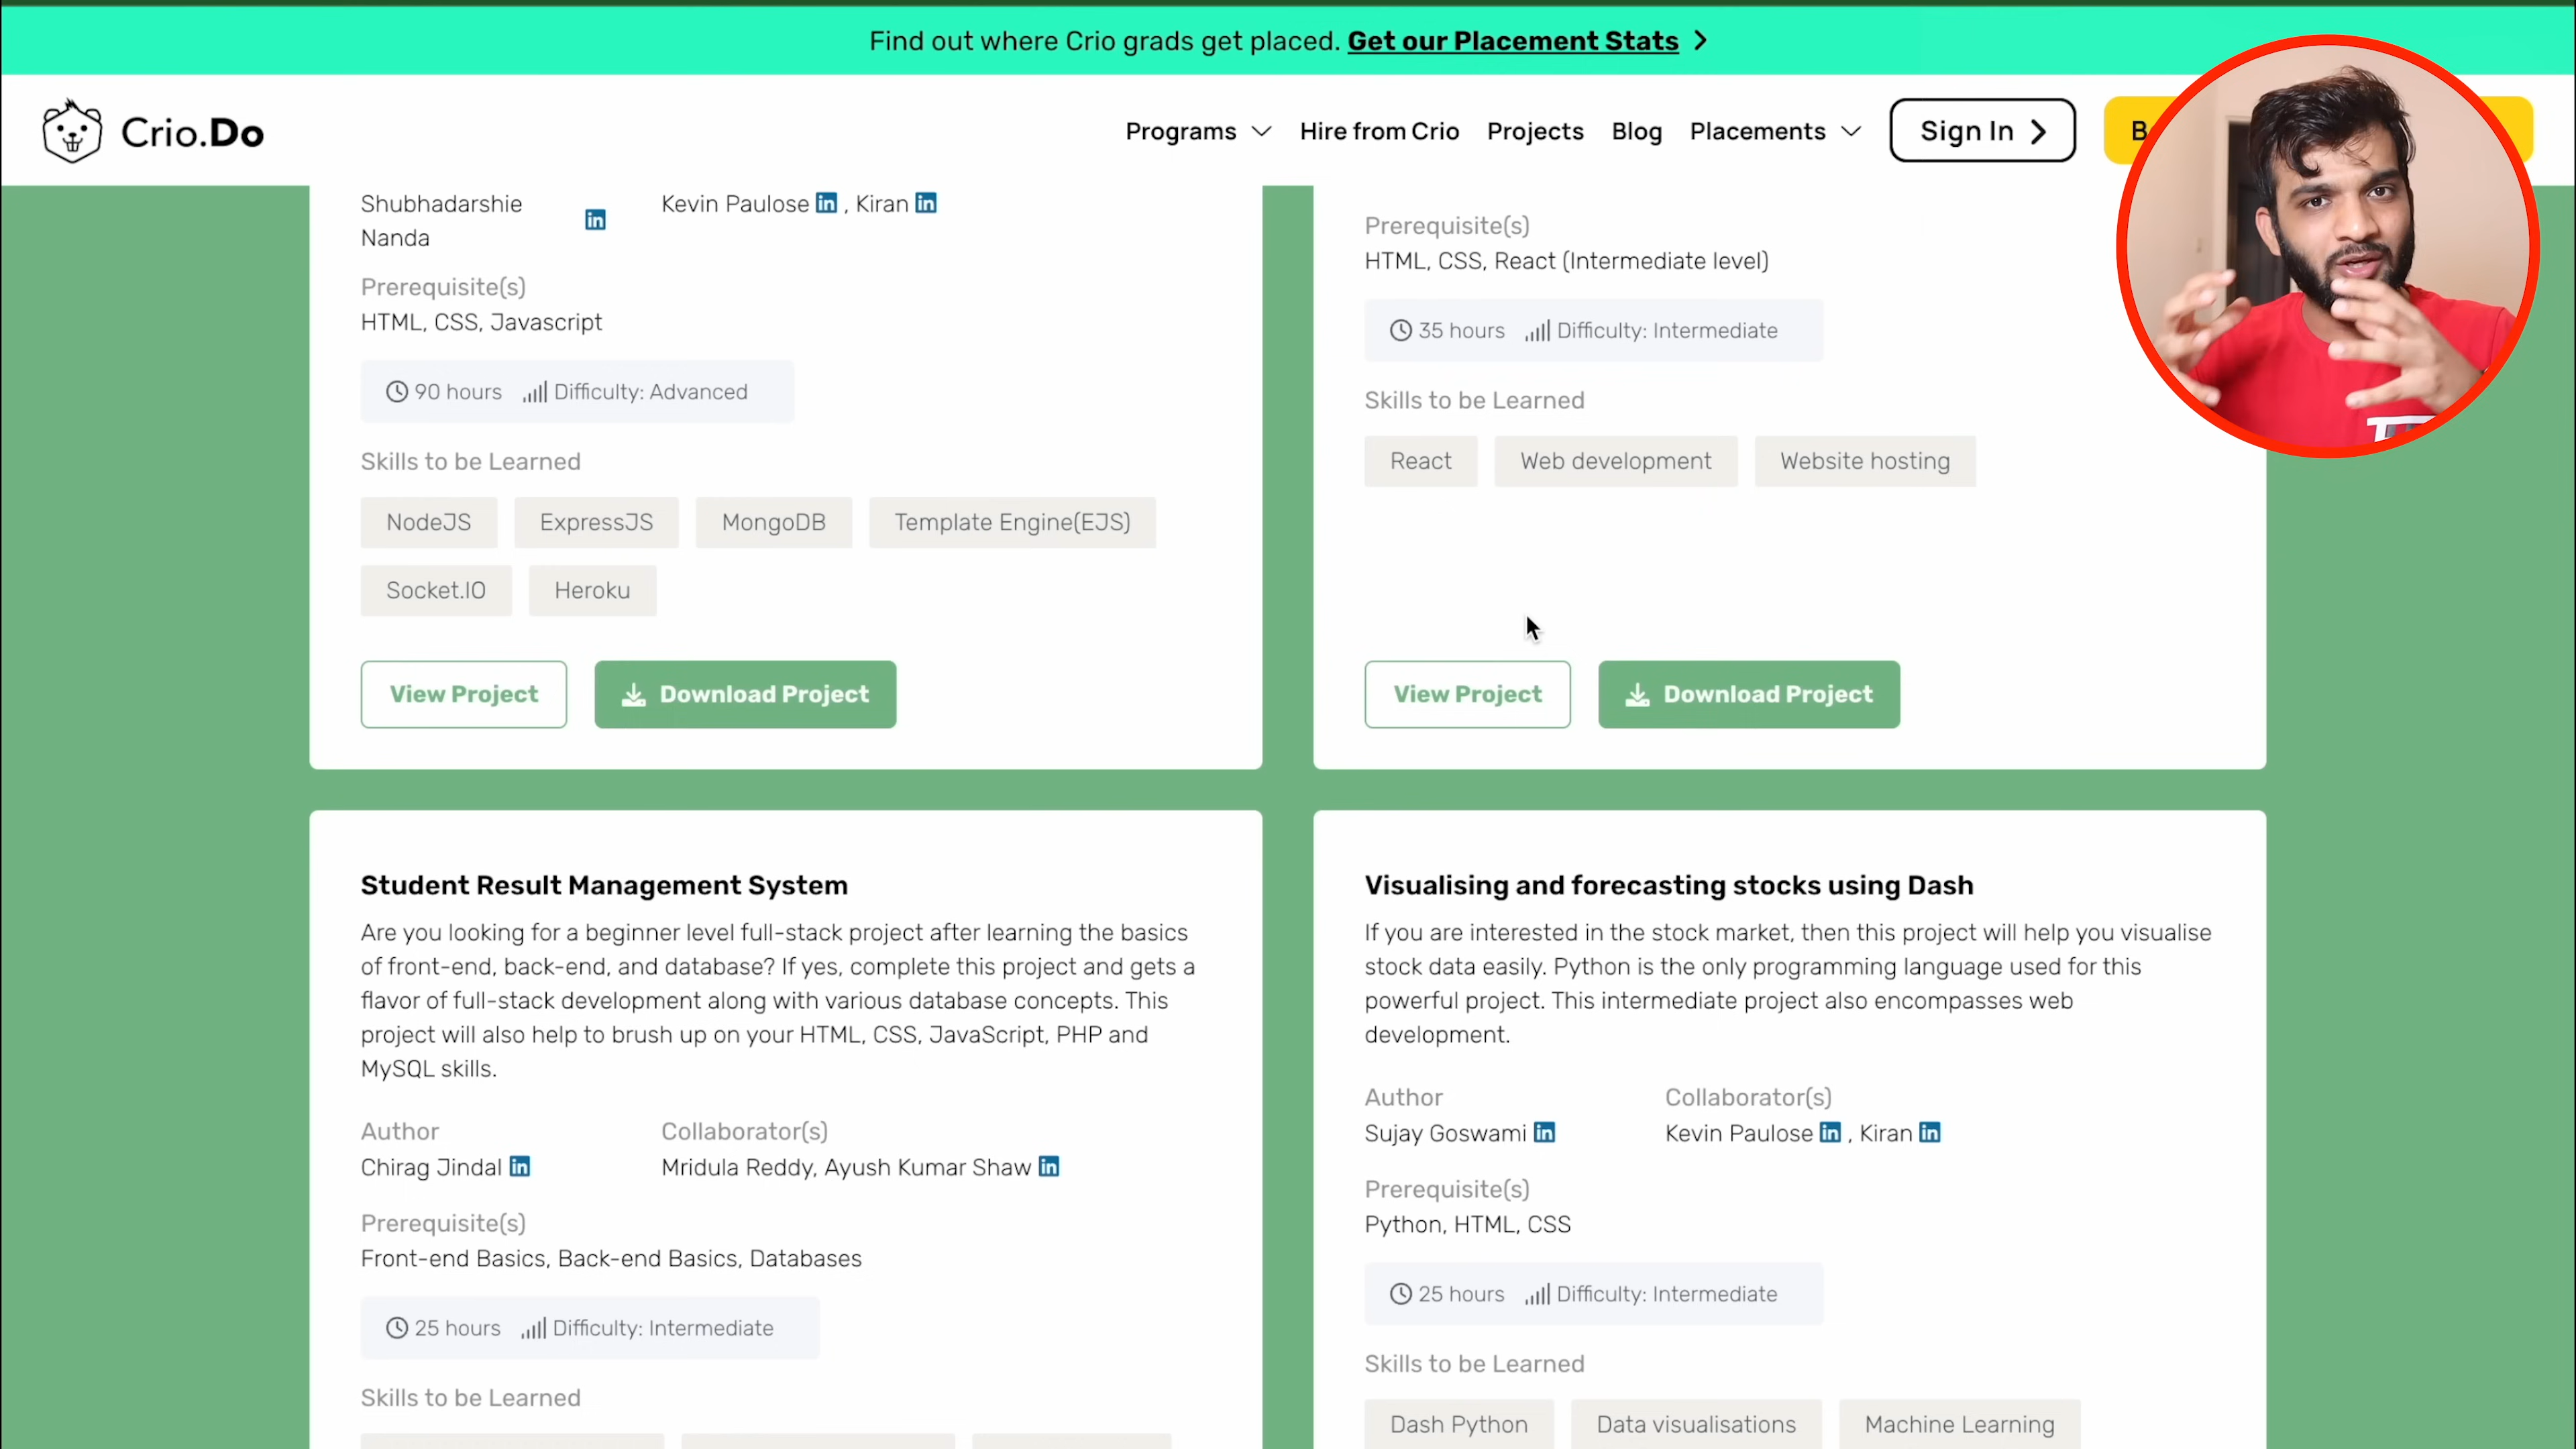 Find out where Crio grads get placed. Get our Placement Stats
Crio.Do
Programs
Hire from Crio
Projects
Blog
Placements
Sign In
Shubhadarshie
Nanda
Kevin Paulose in , Kiran in
in
Prerequisite(s)
HTML, CSS, Javascript
90 hours Difficulty: Advanced
Skills to be Learned
NodeJS ExpressJS MongoDB Template Engine(EJS)
Socket.IO Heroku
View Project Download Project
Prerequisite(s)
HTML, CSS, React (Intermediate level)
35 hours Difficulty: Intermediate
Skills to be Learned
React Web development Website hosting
View Project Download Project
Student Result Management System
Are you looking for a beginner level full-stack project after learning the basics
of front-end, back-end, and database? If yes, complete this project and gets a
flavor of full-stack development along with various database concepts. This
project will also help to brush up on your HTML, CSS, JavaScript, PHP and
MySQL skills.
Author Collaborator(s)
Chirag Jindal in Mridula Reddy, Ayush Kumar Shaw in
Prerequisite(s)
Front-end Basics, Back-end Basics, Databases
25 hours Difficulty: Intermediate
Skills to be Learned
Visualising and forecasting stocks using Dash
If you are interested in the stock market, then this project will help you visualise
stock data easily. Python is the only programming language used for this
powerful project. This intermediate project also encompasses web
development.
Author Collaborator(s)
Sujay Goswami in Kevin Paulose in , Kiran in
Prerequisite(s)
Python, HTML, CSS
25 hours Difficulty: Intermediate
Skills to be Learned
Dash Python Data visualisations Machine Learning